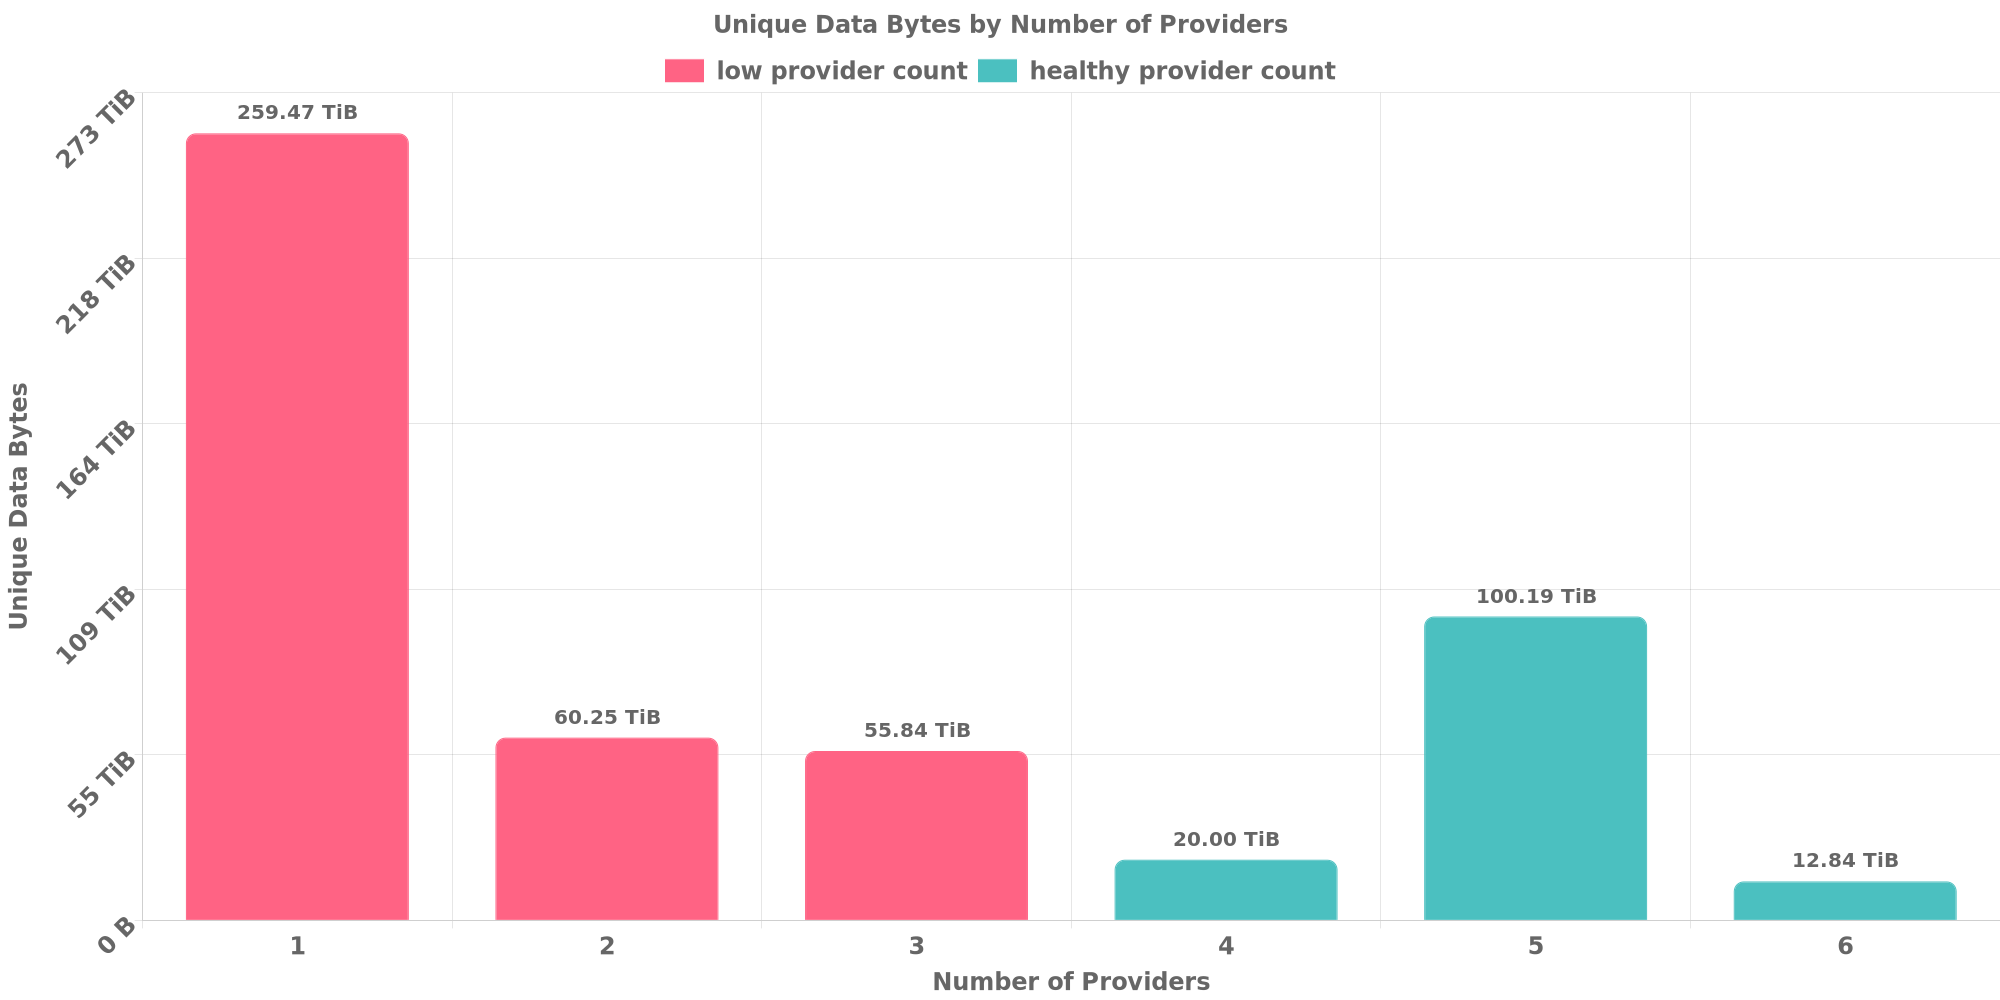 Unique Data Bytes by Number of Providers
low provider count healthy provider count
273 TiB
218 TiB
164 TiB
109 TiB
55 TiB
0 B
Unique Data Bytes
259.47 TiB
60.25 TiB
55.84 TiB
20.00 TiB
100.19 TiB
12.84 TiB
1 2 3 4 5 6
Number of Providers